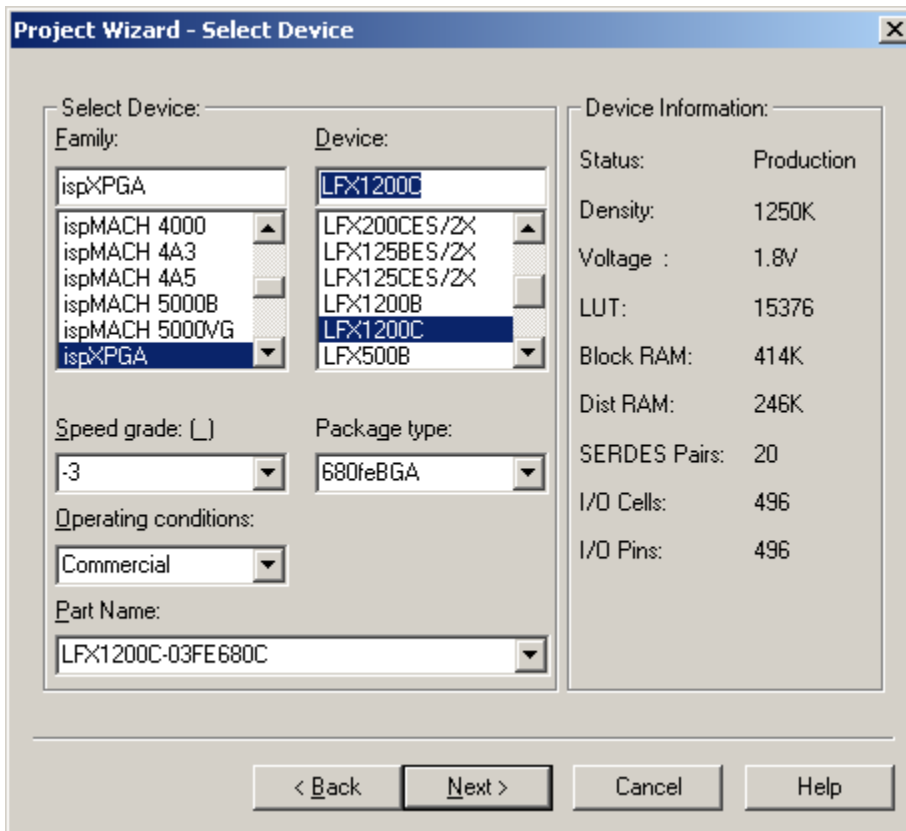 Project Wizard - Select Device
Select Device:
Family:
Device:
ispXPGA
LFX1200C
ispMACH 4000
ispMACH 4A3
ispMACH 4A5
ispMACH 5000B
ispMACH 5000VG
ispXPGA
LFX200CES/2X
LFX125BES/2X
LFX125CES/2X
LFX1200B
LFX1200C
LFX500B
Speed grade: (_)
Package type:
-3
680feBGA
Operating conditions:
Commercial
Part Name:
LFX1200C-03FE680C
Device Information:
Status: Production
Density: 1250K
Voltage : 1.8V
LUT: 15376
Block RAM: 414K
Dist RAM: 246K
SERDES Pairs: 20
I/O Cells: 496
I/O Pins: 496
< Back
Next >
Cancel
Help